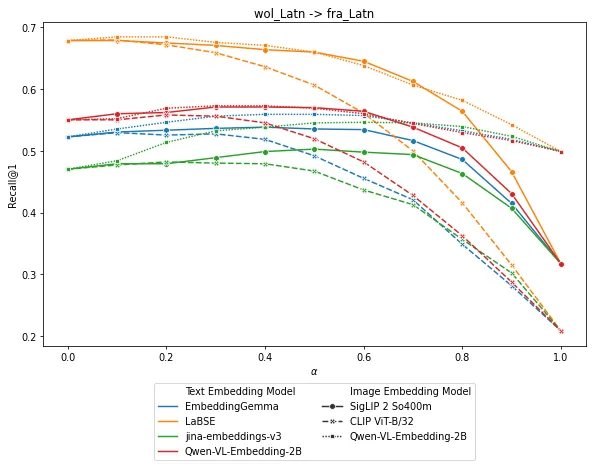 wol_Latn -> fra_Latn
0.7
0.6
0.5
0.4
0.3
0.2
Recall@1
0.0 0.2 0.4 0.6 0.8 1.0
α
Text Embedding Model Image Embedding Model
EmbeddingGemma SigLIP 2 So400m
LaBSE CLIP ViT-B/32
jina-embeddings-v3 Qwen-VL-Embedding-2B
Qwen-VL-Embedding-2B